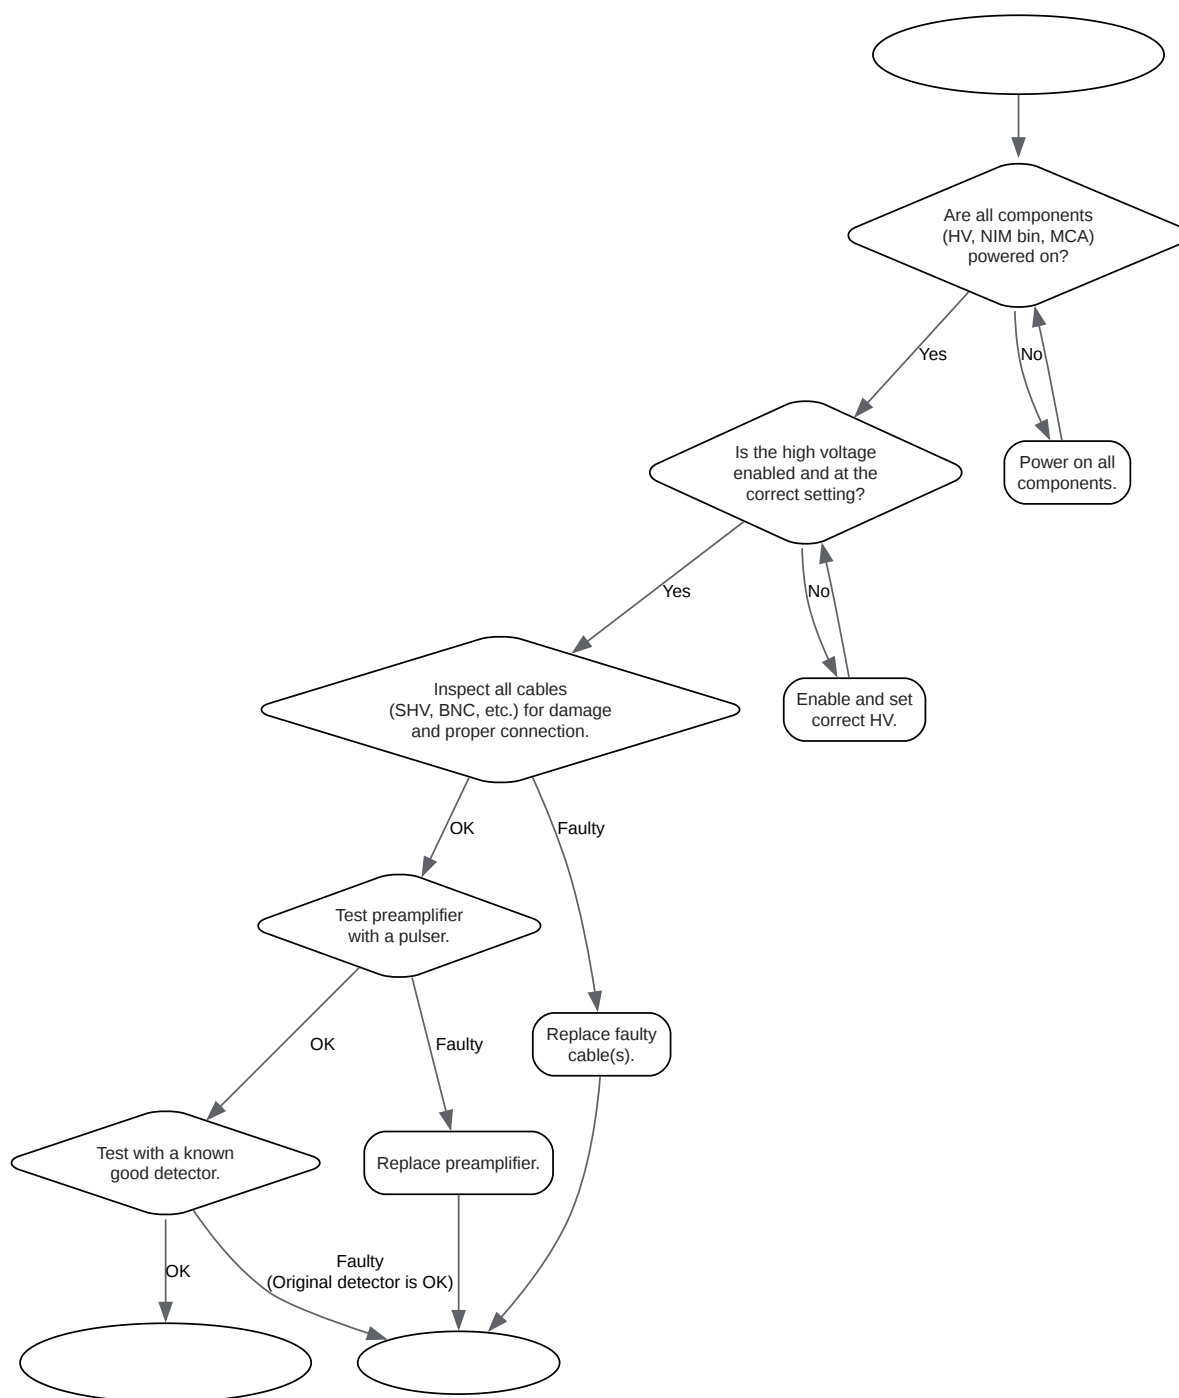 Are all components
(HV, NIM bin, MCA)
powered on?
Yes
No
Is the high voltage
enabled and at the
correct setting?
Power on all
components.
Yes
No
Inspect all cables
(SHV, BNC, etc.) for damage
and proper connection.
Enable and set
correct HV.
OK
Faulty
Test preamplifier
with a pulser.
OK
Faulty
Replace faulty
cable(s).
Test with a known
good detector.
Replace preamplifier.
OK
Faulty
(Original detector is OK)